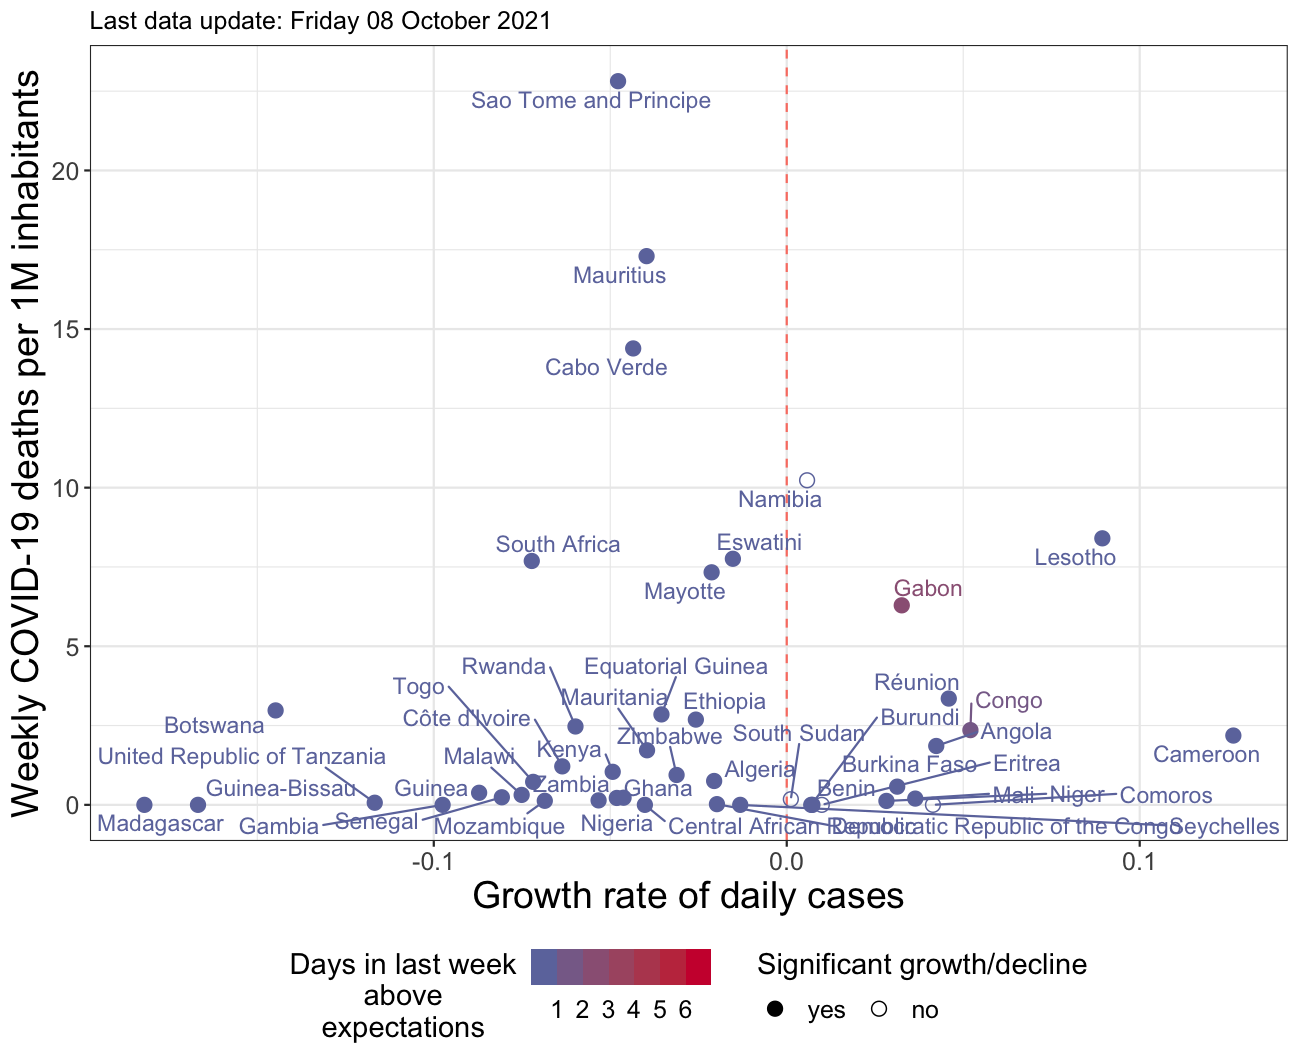 Last data update: Friday 08 October 2021
Weekly COVID-19 deaths per 1M inhabitants
20
15
10
5
0
Sao Tome and Principe
Mauritius
Cabo Verde
Namibia
South Africa
Eswatini
Lesotho
Mayotte
Gabon
Rwanda
Equatorial Guinea
Togo
Mauritania
Ethiopia
Réunion
Congo
Botswana
Côte d'Ivoire
Zimbabwe
South Sudan
Burundi
Angola
United Republic of Tanzania
Malawi
Kenya
Algeria
Burkina Faso
Eritrea
Cameroon
Guinea-Bissau
Guinea
Zambia
Ghana
Benin
Mali
Niger
Comoros
Madagascar
Gambia
Senegal
Mozambique
Nigeria
Central African Republic
Democratic Republic of the Congo
Seychelles
-0.1
0.0
0.1
Growth rate of daily cases
Days in last week
above
expectations
1 2 3 4 5 6
Significant growth/decline
yes
no